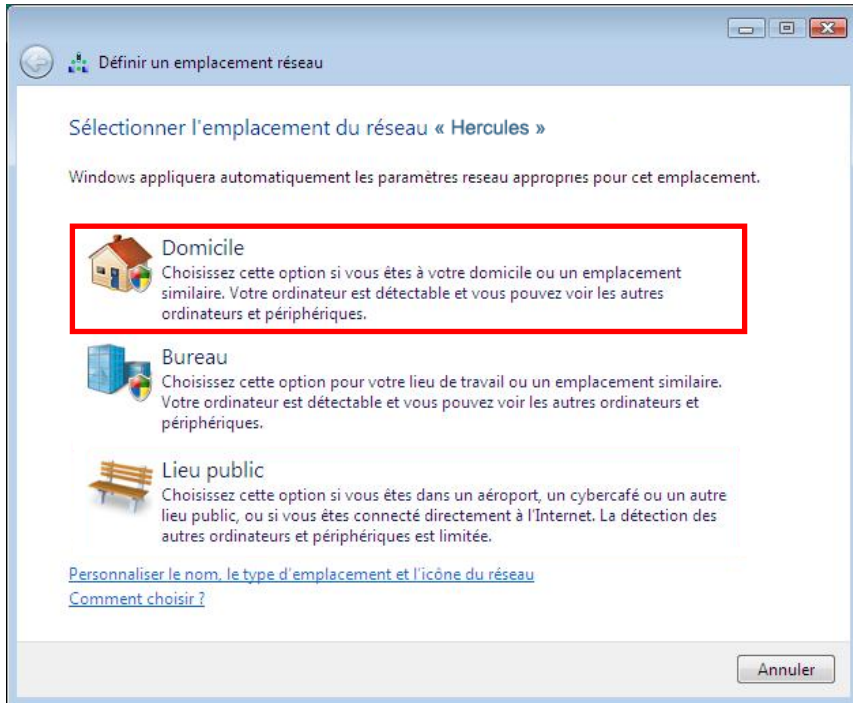 Définir un emplacement réseau
Sélectionner l'emplacement du réseau « Hercules »
Windows appliquera automatiquement les paramètres reseau appropries pour cet emplacement.
Domicile
Choisissez cette option si vous êtes à votre domicile ou un emplacement
similaire. Votre ordinateur est détectable et vous pouvez voir les autres
ordinateurs et périphériques.
Bureau
Choisissez cette option pour votre lieu de travail ou un emplacement similaire.
Votre ordinateur est détectable et vous pouvez voir les autres ordinateurs et
périphériques.
Lieu public
Choisissez cette option si vous êtes dans un aéroport, un cybercafé ou un autre
lieu public, ou si vous êtes connecté directement à l'Internet. La détection des
autres ordinateurs et périphériques est limitée.
Personnaliser le nom, le type d'emplacement et l'icône du réseau
Comment choisir ?
Annuler